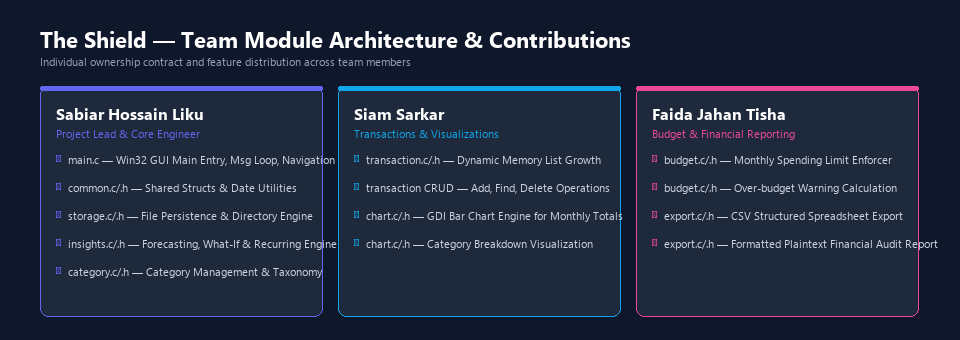 The Shield — Team Module Architecture & Contributions
Individual ownership contract and feature distribution across team members
Sabiar Hossain Liku
Project Lead & Core Engineer
main.c — Win32 GUI Main Entry, Msg Loop, Navigation
common.c/.h — Shared Structs & Date Utilities
storage.c/.h — File Persistence & Directory Engine
insights.c/.h — Forecasting, What-If & Recurring Engine
category.c/.h — Category Management & Taxonomy
Siam Sarkar
Transactions & Visualizations
transaction.c/.h — Dynamic Memory List Growth
transaction CRUD — Add, Find, Delete Operations
chart.c/.h — GDI Bar Chart Engine for Monthly Totals
chart.c/.h — Category Breakdown Visualization
Faida Jahan Tisha
Budget & Financial Reporting
budget.c/.h — Monthly Spending Limit Enforcer
budget.c/.h — Over-budget Warning Calculation
export.c/.h — CSV Structured Spreadsheet Export
export.c/.h — Formatted Plaintext Financial Audit Report